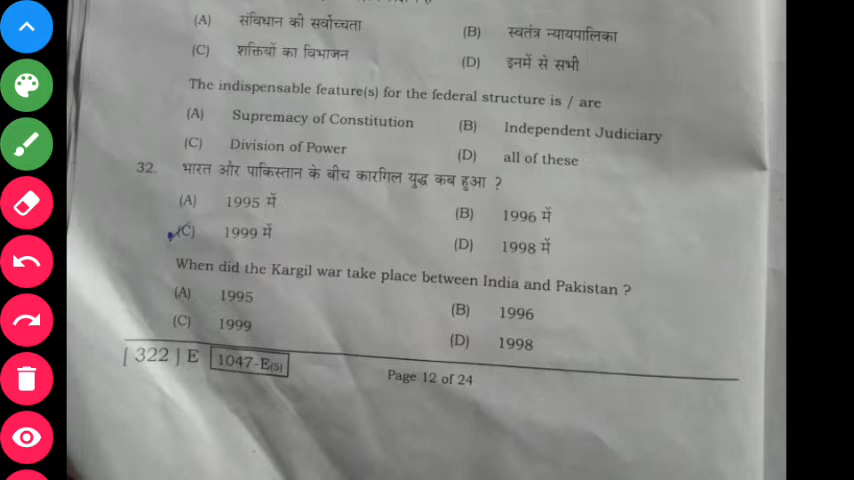 (A) संविधान की सर्वोच्चता (B) स्वतंत्र न्यायपालिका
(C) शक्तियों का विभाजन (D) इनमें से सभी
The indispensable feature(s) for the federal structure is / are
(A) Supremacy of Constitution (B) Independent Judiciary
(C) Division of Power (D) all of these
32. भारत और पाकिस्तान के बीच कारगिल युद्ध कब हुआ ?
(A) 1995 में (B) 1996 में
(C) 1999 में (D) 1998 में
When did the Kargil war take place between India and Pakistan ?
(A) 1995 (B) 1996
(C) 1999 (D) 1998
[ 322 ] E 1047-E(5)
Page 12 of 24